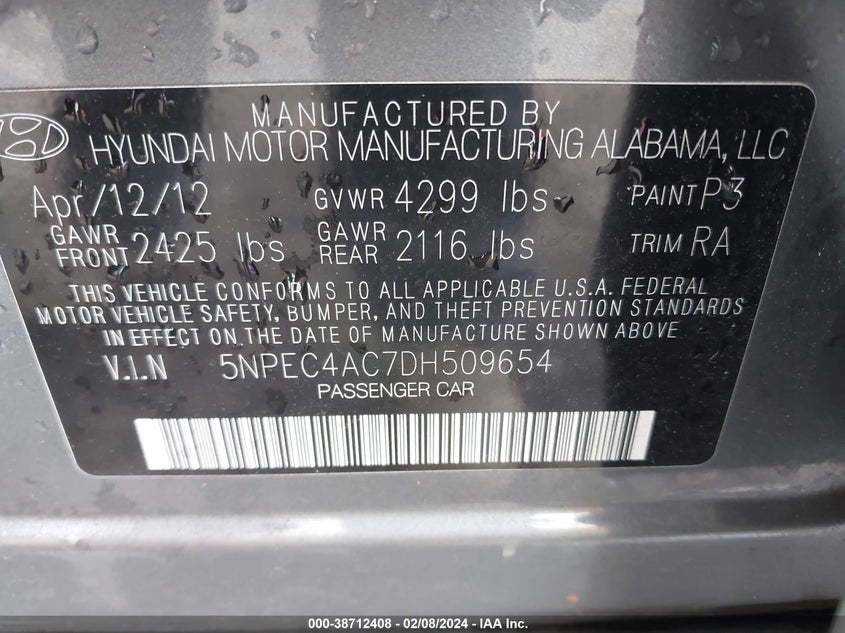 MANUFACTURED BY
HYUNDAI MOTOR MANUFACTURING ALABAMA, LLC
Apr/12/12 GVWR 4299 lbs PAINT P3
GAWR FRONT 2425 lbs GAWR REAR 2116 lbs TRIM RA
THIS VEHICLE CONFORMS TO ALL APPLICABLE U.S.A. FEDERAL
MOTOR VEHICLE SAFETY, BUMPER, AND THEFT PREVENTION STANDARDS
IN EFFECT ON THE DATE OF MANUFACTURE SHOWN ABOVE
V.I.N 5NPEC4AC7DH509654
PASSENGER CAR
000-38712408 - 02/08/2024 - IAA Inc.